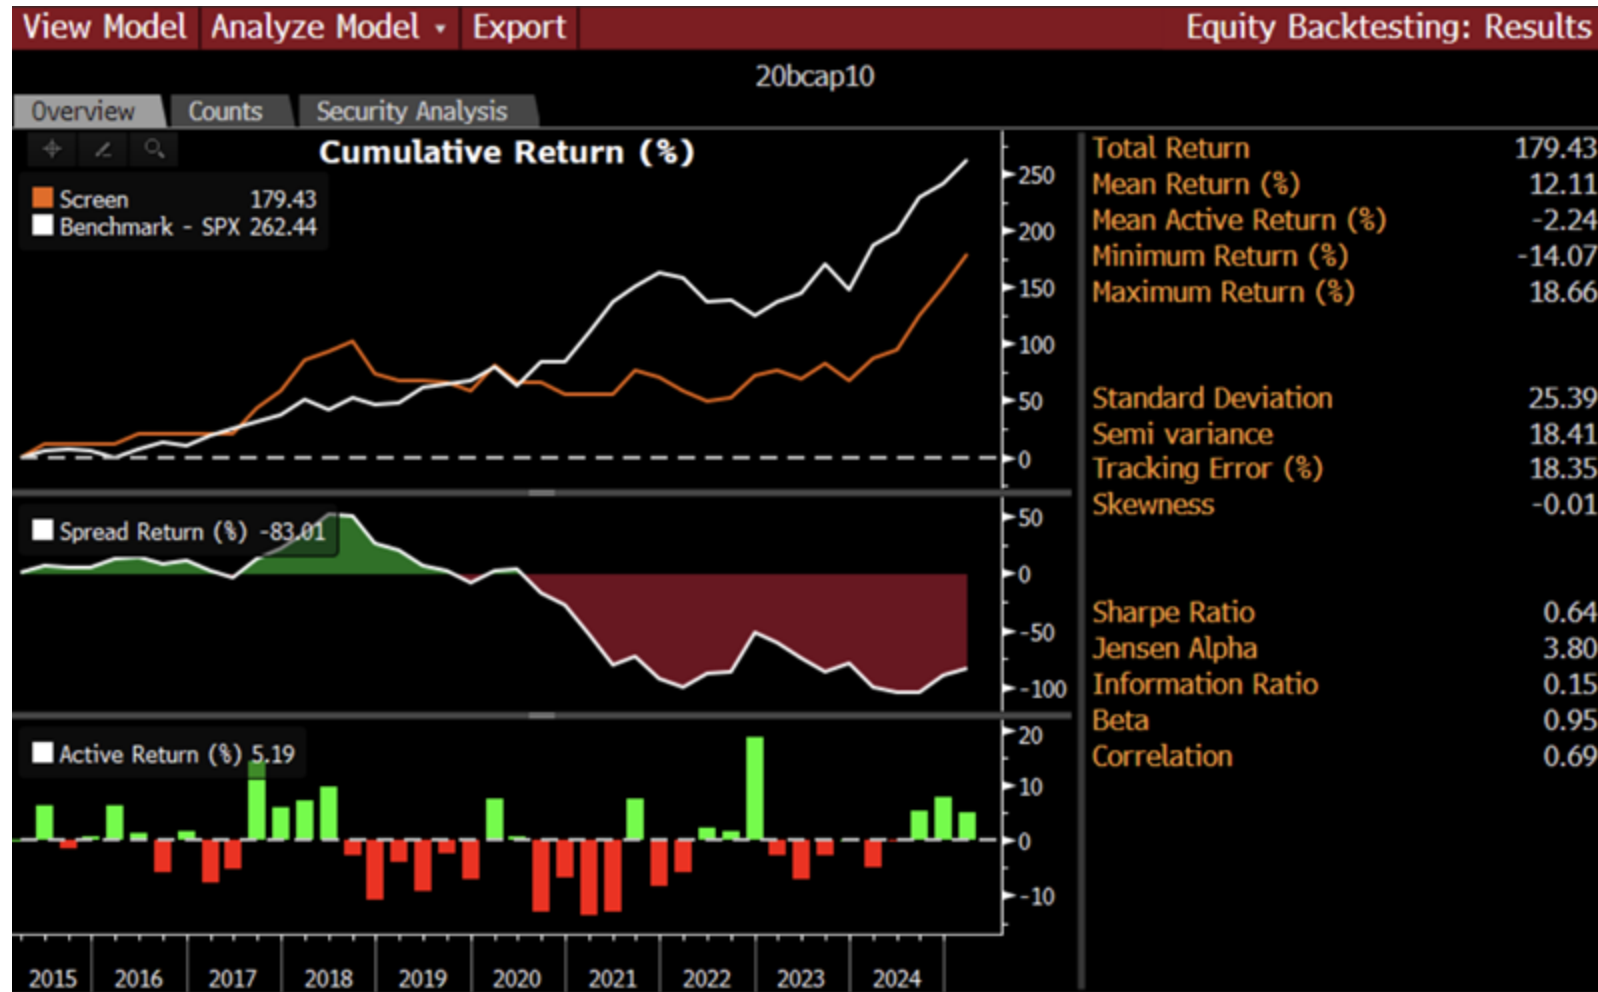 View Model Analyze Model Export Equity Backtesting: Results
20bcap10
Overview Counts Security Analysis
Cumulative Return (%)
Screen 179.43
Benchmark - SPX 262.44
250
200
150
100
50
0
Spread Return (%) -83.01
50
0
-50
-100
Active Return (%) 5.19
20
10
0
-10
2015 2016 2017 2018 2019 2020 2021 2022 2023 2024
Total Return 179.43
Mean Return (%) 12.11
Mean Active Return (%) -2.24
Minimum Return (%) -14.07
Maximum Return (%) 18.66
Standard Deviation 25.39
Semi variance 18.41
Tracking Error (%) 18.35
Skewness -0.01
Sharpe Ratio 0.64
Jensen Alpha 3.80
Information Ratio 0.15
Beta 0.95
Correlation 0.69